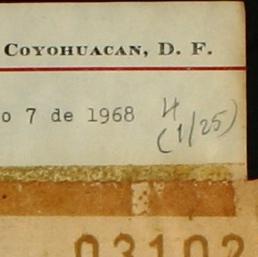 COYOHUACAN, D. F.
o 7 de 1968
4
(1/25)
03102